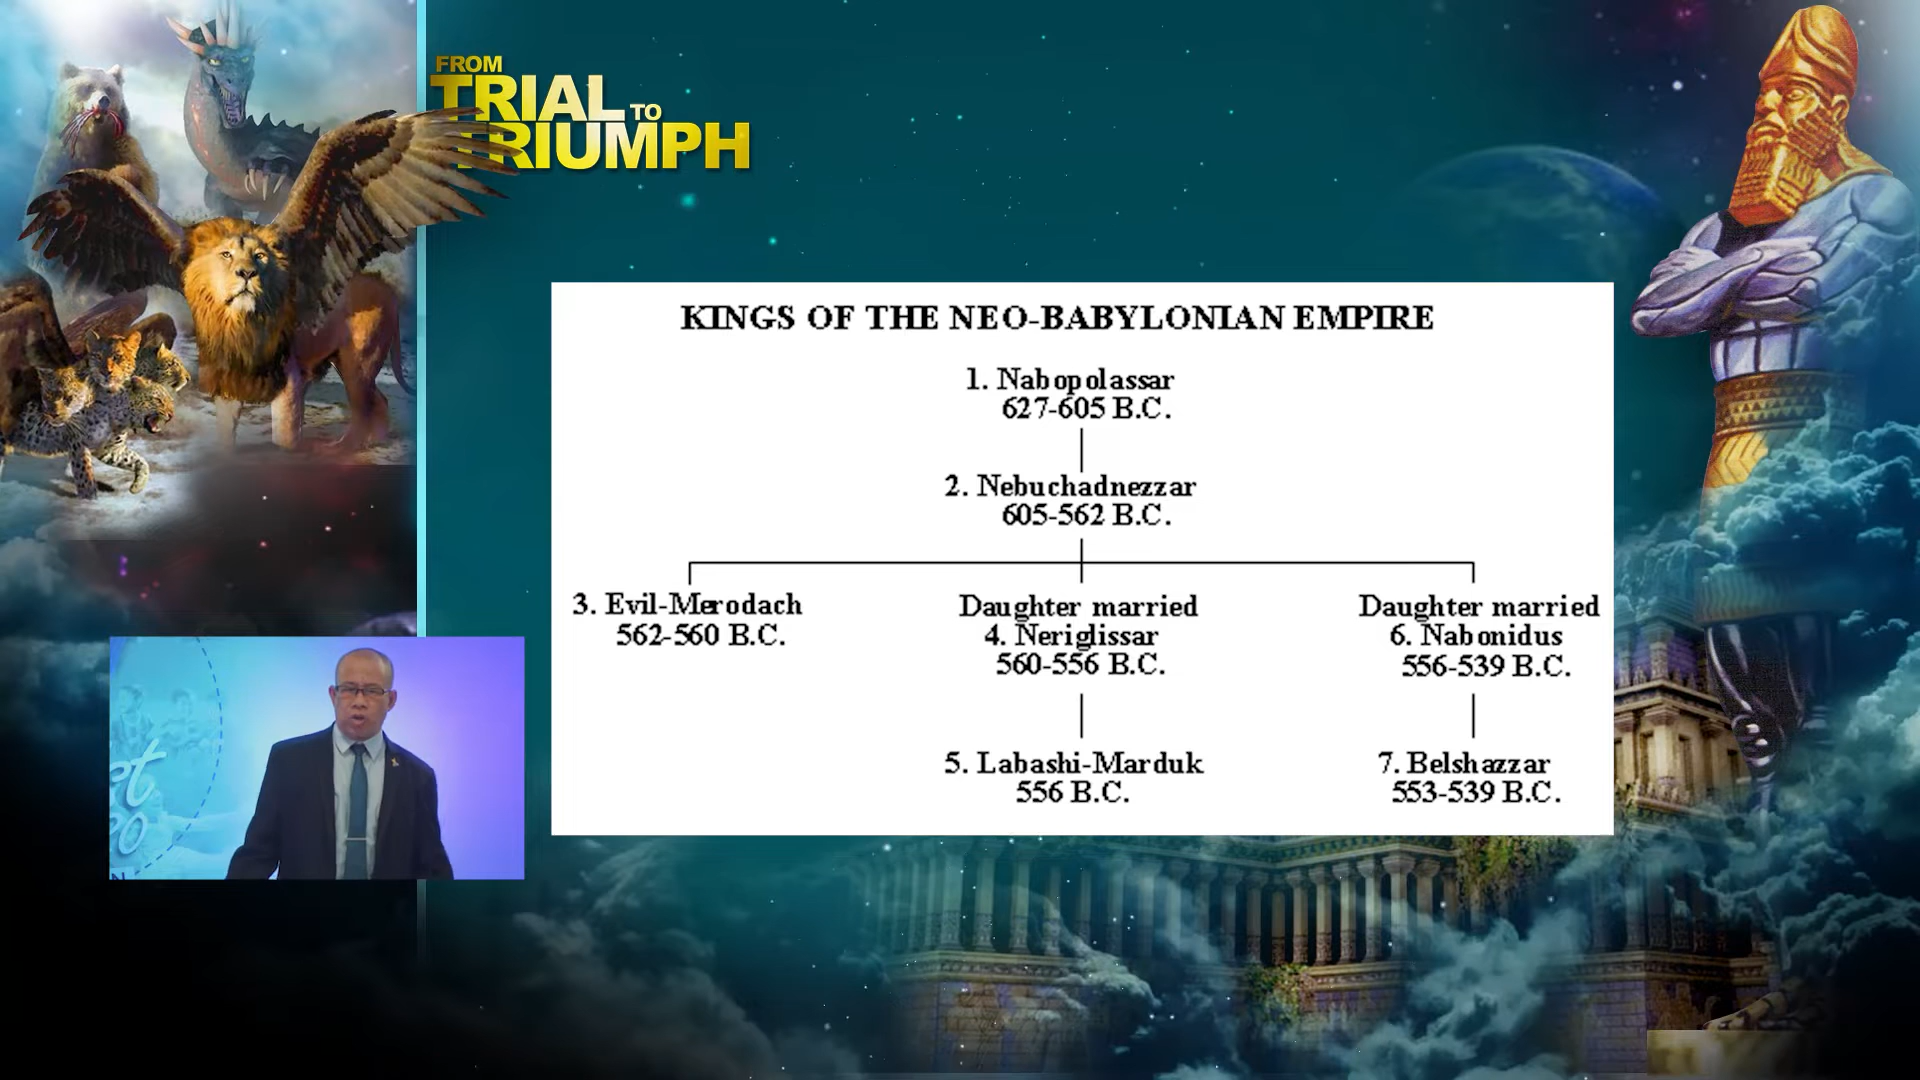 FROM
TRIAL TO
TRIUMPH
KINGS OF THE NEO-BABYLONIAN EMPIRE
1. Nabopolassar
627-605 B.C.
2. Nebuchadnezzar
605-562 B.C.
3. Evil-Merodach
562-560 B.C.
Daughter married
4. Neriglissar
560-556 B.C.
Daughter married
6. Nabonidus
556-539 B.C.
5. Labashi-Marduk
556 B.C.
7. Belshazzar
553-539 B.C.